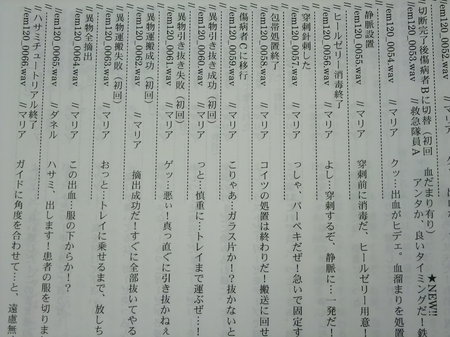 //em120_0052.wav
★NEW!!
//切断完了後傷病者Bに切替(初回 血だまり有り)
//em120_0053.wav //救急隊員A アンタか、良いタイミングだ!鉄
//em120_0054.wav //マリア クッ…出血がヒデェ。血溜まりを処置
静脈設置
//em120_0055.wav //マリア 穿刺前に消毒だ、ヒールゼリー用意!
//ヒールゼリー消毒終了
//em120_0056.wav //マリア よし、穿刺するぞ、静脈に…一発だ!
穿刺針刺した
//em120_0057.wav //マリア っしゃ、パーペキだぜ!急いで固定す
包帯処置終了
//em120_0058.wav //マリア コイツの処置は終わりだ!搬送に回せ
傷病者Cに移行
//em120_0059.wav //マリア こりゃあ…ガラス片か!?抜かないと
異物引き抜き成功(初回)
//em120_0060.wav //マリア っと…慎重に…トレイまで運ぶぜ…!
異物引き抜き失敗(初回)
//em120_0061.wav //マリア ゲッ…悪い!真っ直ぐに引き抜かねぇ
異物運搬成功(初回)
//em120_0062.wav //マリア 摘出成功だ!すぐに全部抜いてやる
異物運搬失敗(初回)
//em120_0063.wav //マリア おっと…トレイに乗せるまで、放しち
異物全摘出
//em120_0064.wav //マリア この出血…服の下からか!?
//em120_0065.wav //ダネル ハサミ、出します!患者の服を切りま
//ハサミチュートリアル終了
//em120_0066.wav //マリア ガイドに角度を合わせて…と、遠慮無